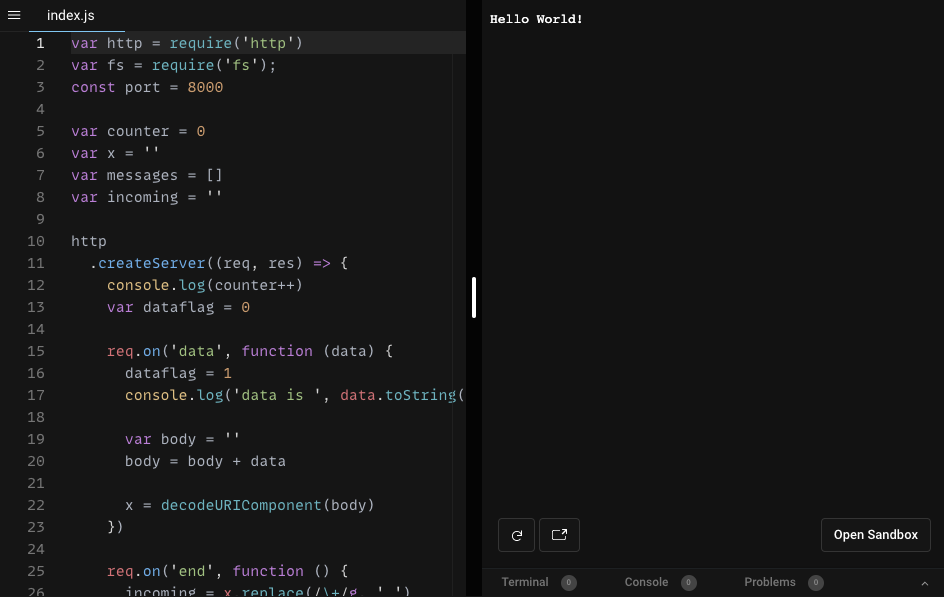 index.js
1 var http = require('http')
2 var fs = require('fs');
3 const port = 8000
4
5 var counter = 0
6 var x = ''
7 var messages = []
8 var incoming = ''
9
10 http
11   .createServer((req, res) => {
12     console.log(counter++)
13     var dataflag = 0
14
15     req.on('data', function (data) {
16       dataflag = 1
17       console.log('data is ', data.toString(
18
19       var body = ''
20       body = body + data
21
22       x = decodeURIComponent(body)
23     })
24
25     req.on('end', function () {
26       incoming = x.replace(/\+/g, ' ')
Hello World!
Open Sandbox
Terminal 0 Console 0 Problems 0